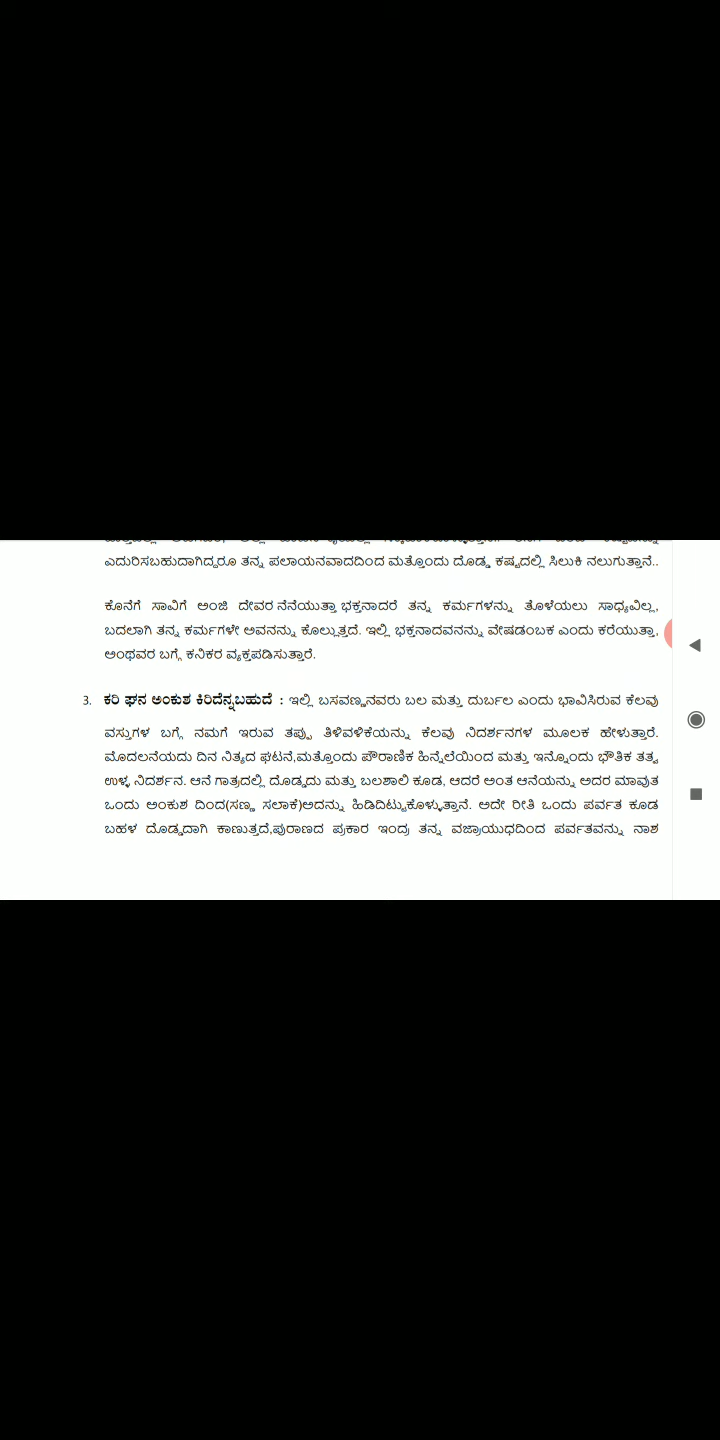 ಎದುರಿಸಬಹುದಾಗಿದ್ದರೂ ತನ್ನ ಪಲಾಯನವಾದದಿಂದ ಮತ್ತೊಂದು ದೊಡ್ಡ ಕಷ್ಟದಲ್ಲಿ ಸಿಲುಕಿ ನಲುಗುತ್ತಾನೆ..
ಕೊನೆಗೆ ಸಾವಿಗೆ ಅಂಜಿ ದೇವರ ನೆನೆಯುತ್ತಾ ಭಕ್ತನಾದರೆ ತನ್ನ ಕರ್ಮಗಳನ್ನು ತೊಳೆಯಲು ಸಾಧ್ಯವಿಲ್ಲ,
ಬದಲಾಗಿ ತನ್ನ ಕರ್ಮಗಳೇ ಅವನನ್ನು ಕೊಲ್ಲುತ್ತದೆ. ಇಲ್ಲಿ ಭಕ್ತನಾದವನನ್ನು ವೇಷಡಂಬಕ ಎಂದು ಕರೆಯುತ್ತಾ,
ಅಂಥವರ ಬಗ್ಗೆ ಕನಿಕರ ವ್ಯಕ್ತಪಡಿಸುತ್ತಾರೆ.
3. ಕರಿ ಘನ ಅಂಕುಶ ಕಿರಿದೆನ್ನಬಹುದೆ : ಇಲ್ಲಿ ಬಸವಣ್ಣನವರು ಬಲ ಮತ್ತು ದುರ್ಬಲ ಎಂದು ಭಾವಿಸಿರುವ ಕೆಲವು
ವಸ್ತುಗಳ ಬಗ್ಗೆ ನಮಗೆ ಇರುವ ತಪ್ಪು ತಿಳಿವಳಿಕೆಯನ್ನು ಕೆಲವು ನಿದರ್ಶನಗಳ ಮೂಲಕ ಹೇಳುತ್ತಾರೆ.
ಮೊದಲನೆಯದು ದಿನ ನಿತ್ಯದ ಘಟನೆ,ಮತ್ತೊಂದು ಪೌರಾಣಿಕ ಹಿನ್ನೆಲೆಯಿಂದ ಮತ್ತು ಇನ್ನೊಂದು ಭೌತಿಕ ತತ್ವ
ಉಳ್ಳ ನಿದರ್ಶನ. ಆನೆ ಗಾತ್ರದಲ್ಲಿ ದೊಡ್ಡದು ಮತ್ತು ಬಲಶಾಲಿ ಕೂಡ, ಆದರೆ ಅಂತ ಆನೆಯನ್ನು ಅದರ ಮಾವುತ
ಒಂದು ಅಂಕುಶ ದಿಂದ(ಸಣ್ಣ ಸಲಾಕೆ)ಅದನ್ನು ಹಿಡಿದಿಟ್ಟುಕೊಳ್ಳುತ್ತಾನೆ. ಅದೇ ರೀತಿ ಒಂದು ಪರ್ವತ ಕೂಡ
ಬಹಳ ದೊಡ್ಡದಾಗಿ ಕಾಣುತ್ತದೆ,ಪುರಾಣದ ಪ್ರಕಾರ ಇಂದ್ರ ತನ್ನ ವಜ್ರಾಯುಧದಿಂದ ಪರ್ವತವನ್ನು ನಾಶ